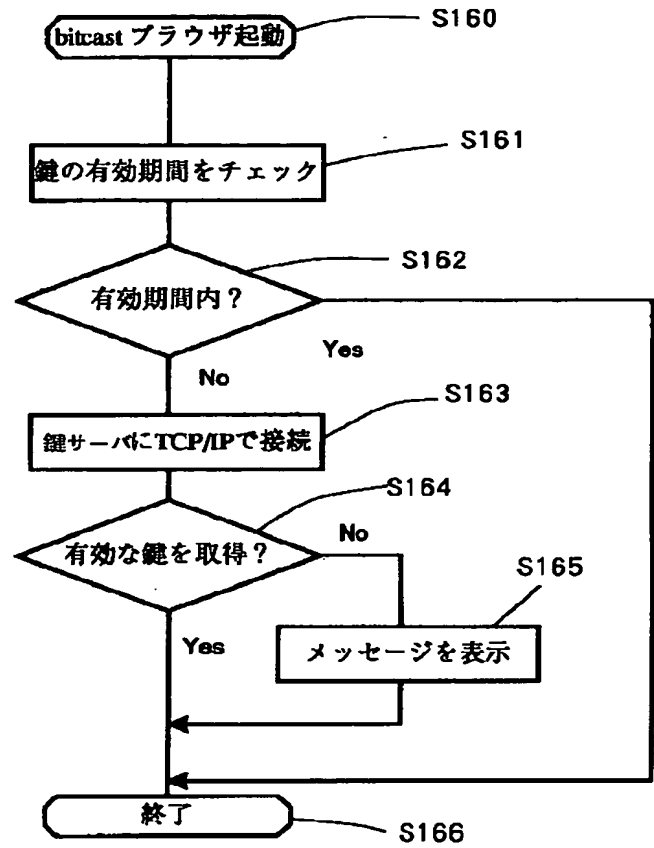 S160
bitcast ブラウザ起動
S161
鍵の有効期間をチェック
S162
有効期間内？
Yes
No
S163
鍵サーバにTCP/IPで接続
S164
有効な鍵を取得？
No
S165
Yes
メッセージを表示
終了
S166